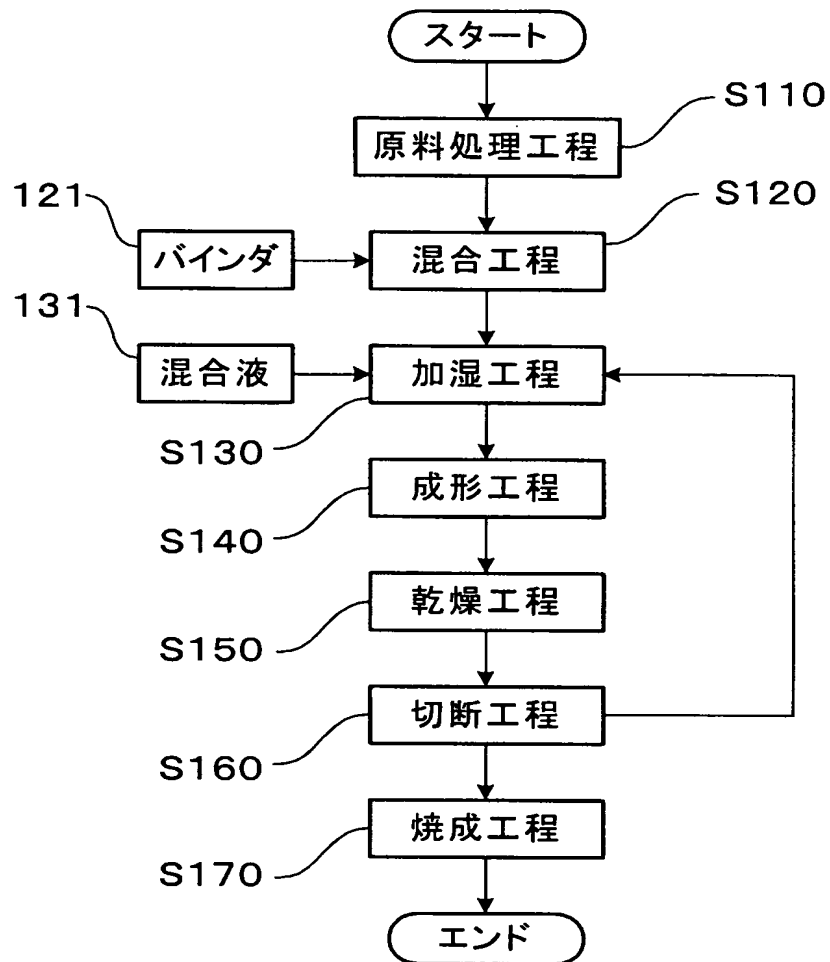 スタート
S110
原料処理工程
S120
121
バインダ
混合工程
131
混合液
加湿工程
S130
成形工程
S140
乾燥工程
S150
切断工程
S160
焼成工程
S170
エンド